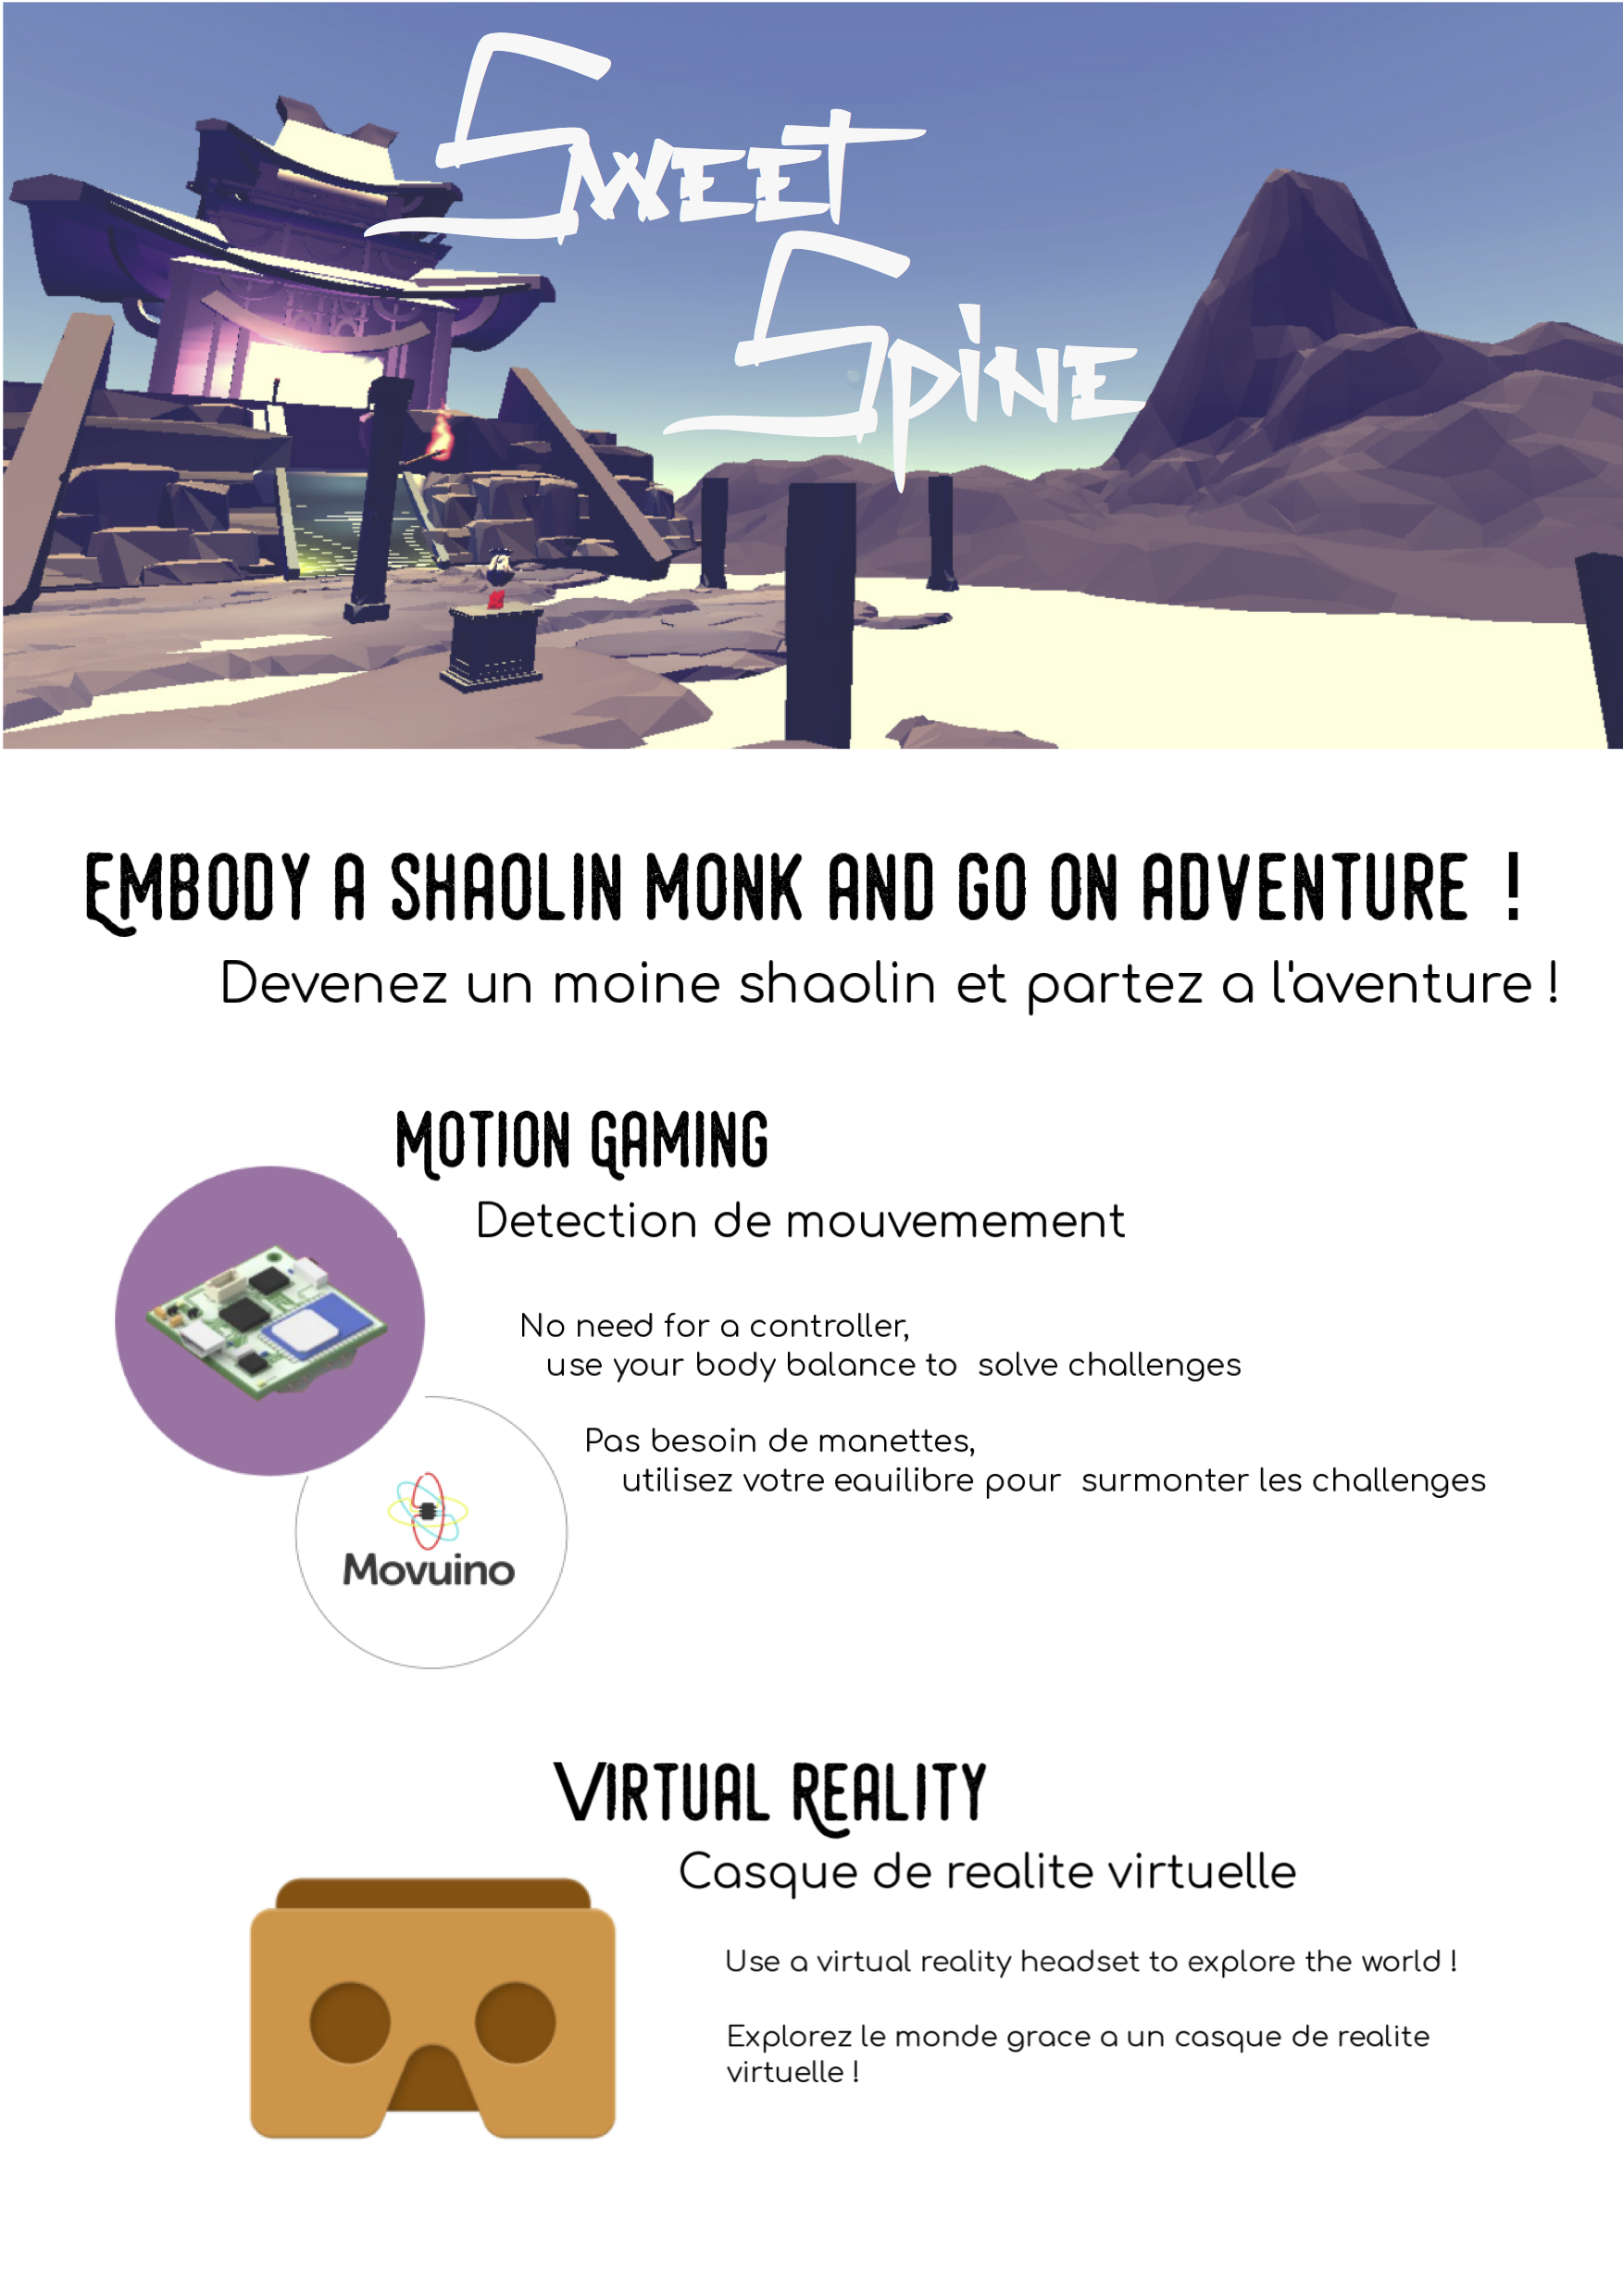 Sweet
Spine
Embody a shaolin monk and go on adventure !
Devenez un moine shaolin et partez a l'aventure !
Motion Gaming
Detection de mouvemement
No need for a controller,
use your body balance to solve challenges
Pas besoin de manettes,
utilisez votre eauilibre pour surmonter les challenges
Movuino
Virtual Reality
Casque de realite virtuelle
Use a virtual reality headset to explore the world !
Explorez le monde grace a un casque de realite
virtuelle !